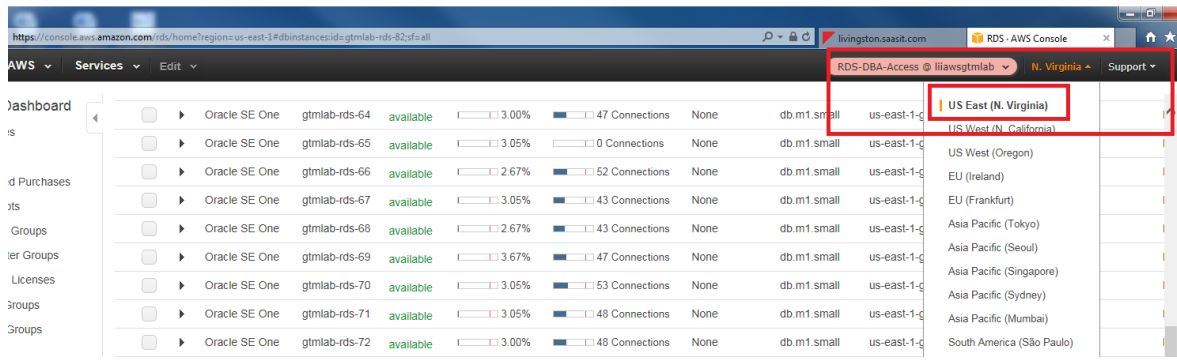 https://console.aws.amazon.com/rds/home?region=us-east-1#dbinstances:id=gtmlab-rds-82;sf=all livingston.saasit.com RDS · AWS Console
AWS Services Edit RDS-DBA-Access @ liiawsgtmlab N. Virginia Support
Dashboard
US East (N. Virginia)
Oracle SE One gtmlab-rds-64 available 3.00% 47 Connections None db.m1.small us-east-1-
US West (N. California)
Oracle SE One gtmlab-rds-65 available 3.05% 0 Connections None db.m1.small us-east-1-g
US West (Oregon)
Oracle SE One gtmlab-rds-66 available 2.67% 52 Connections None db.m1.small us-east-1-g
EU (Ireland)
d Purchases
Oracle SE One gtmlab-rds-67 available 3.05% 43 Connections None db.m1.small us-east-1-g
EU (Frankfurt)
ots
Oracle SE One gtmlab-rds-68 available 2.67% 43 Connections None db.m1.small us-east-1-g
Asia Pacific (Tokyo)
Groups
Asia Pacific (Seoul)
ter Groups
Oracle SE One gtmlab-rds-69 available 3.67% 47 Connections None db.m1.small us-east-1-g
Asia Pacific (Singapore)
Licenses
Oracle SE One gtmlab-rds-70 available 3.05% 53 Connections None db.m1.small us-east-1-g
Asia Pacific (Sydney)
Groups
Oracle SE One gtmlab-rds-71 available 3.05% 48 Connections None db.m1.small us-east-1-g
Asia Pacific (Mumbai)
Groups
Oracle SE One gtmlab-rds-72 available 3.00% 48 Connections None db.m1.small us-east-1-g
South America (São Paulo)